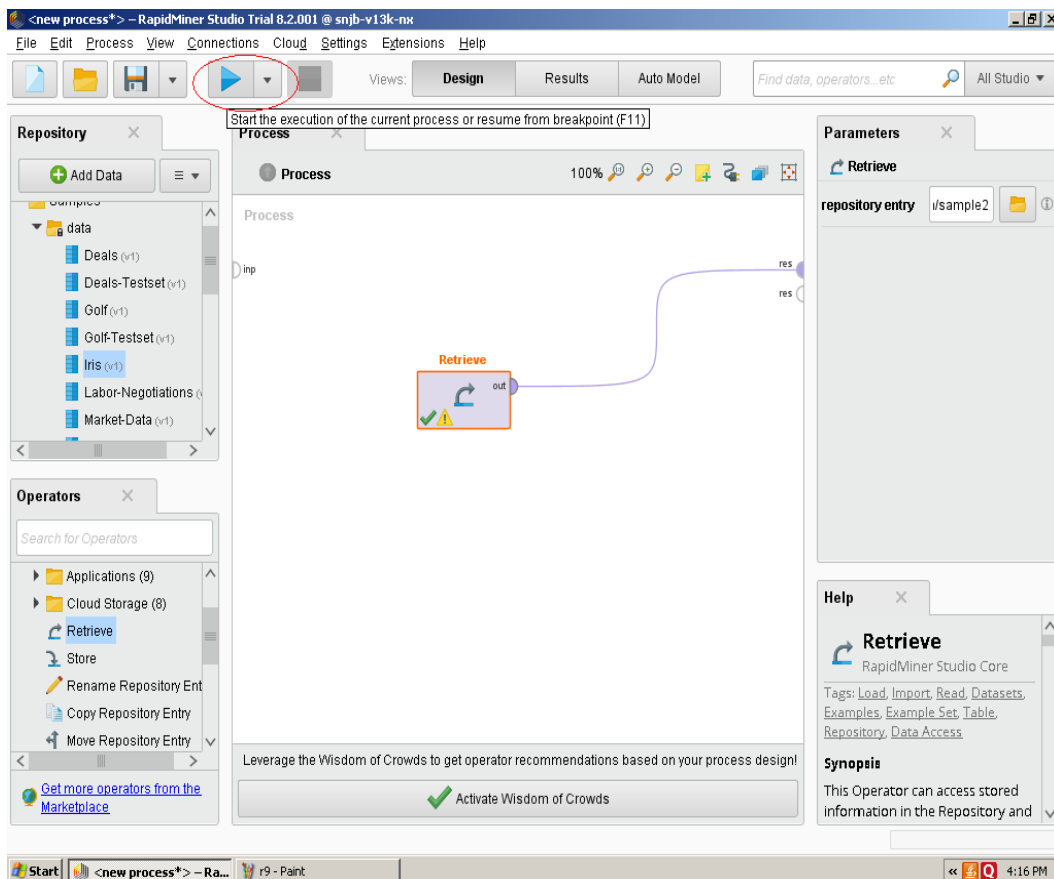 <new process*> – RapidMiner Studio Trial 8.2.001 @ snjb-v13k-nx
File Edit Process View Connections Cloud Settings Extensions Help
Views: Design Results Auto Model Find data, operators...etc All Studio
Start the execution of the current process or resume from breakpoint (F11)
Repository
Add Data
Samples
data
Deals (v1)
Deals-Testset (v1)
Golf (v1)
Golf-Testset (v1)
Iris (v1)
Labor-Negotiations (
Market-Data (v1)
Operators
Search for Operators
Applications (9)
Cloud Storage (8)
Retrieve
Store
Rename Repository Ent
Copy Repository Entry
Move Repository Entry
Get more operators from the
Marketplace
Process
Process
100%
Process
inp
res
res
Retrieve
out
Leverage the Wisdom of Crowds to get operator recommendations based on your process design!
Activate Wisdom of Crowds
Parameters
Retrieve
repository entry /sample2
Help
Retrieve
RapidMiner Studio Core
Tags: Load, Import, Read, Datasets,
Examples, Example Set, Table,
Repository, Data Access
Synopsis
This Operator can access stored
information in the Repository and
Start <new process*> – Ra... r9 - Paint « Q 4:16 PM